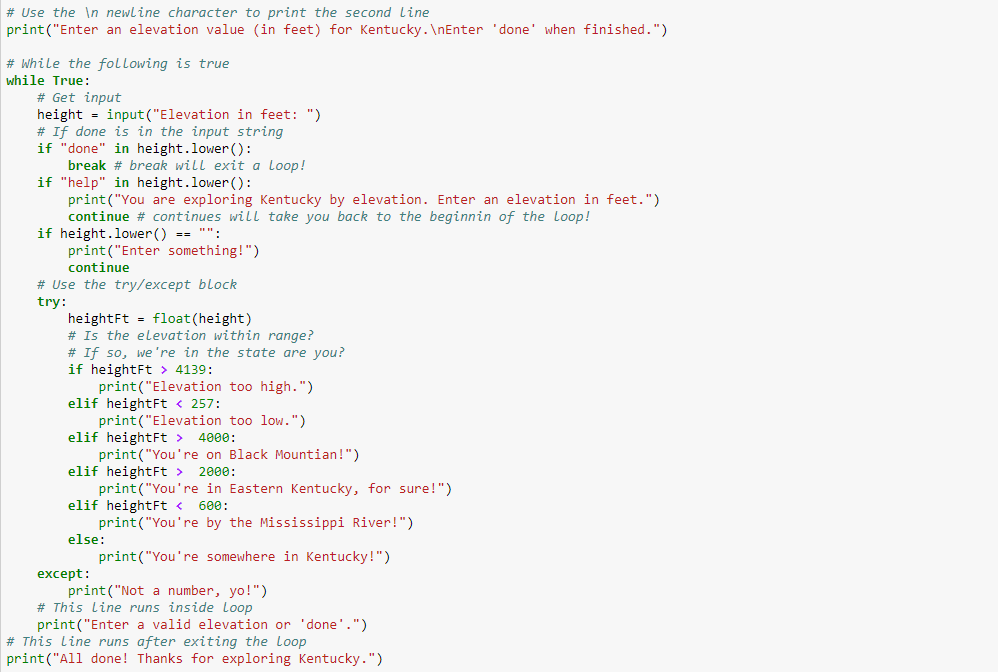 # Use the \n newline character to print the second line
print("Enter an elevation value (in feet) for Kentucky.\nEnter 'done' when finished.")

# While the following is true
while True:
    # Get input
    height = input("Elevation in feet: ")
    # If done is in the input string
    if "done" in height.lower():
        break # break will exit a loop!
    if "help" in height.lower():
        print("You are exploring Kentucky by elevation. Enter an elevation in feet.")
        continue # continues will take you back to the beginnin of the loop!
    if height.lower() == "":
        print("Enter something!")
        continue
    # Use the try/except block
    try:
        heightFt = float(height)
        # Is the elevation within range?
        # If so, we're in the state are you?
        if heightFt > 4139:
            print("Elevation too high.")
        elif heightFt < 257:
            print("Elevation too low.")
        elif heightFt >  4000:
            print("You're on Black Mountian!")
        elif heightFt >  2000:
            print("You're in Eastern Kentucky, for sure!")
        elif heightFt <  600:
            print("You're by the Mississippi River!")
        else:
            print("You're somewhere in Kentucky!")
    except:
        print("Not a number, yo!")
    # This line runs inside loop
    print("Enter a valid elevation or 'done'.")
# This line runs after exiting the loop
print("All done! Thanks for exploring Kentucky.")